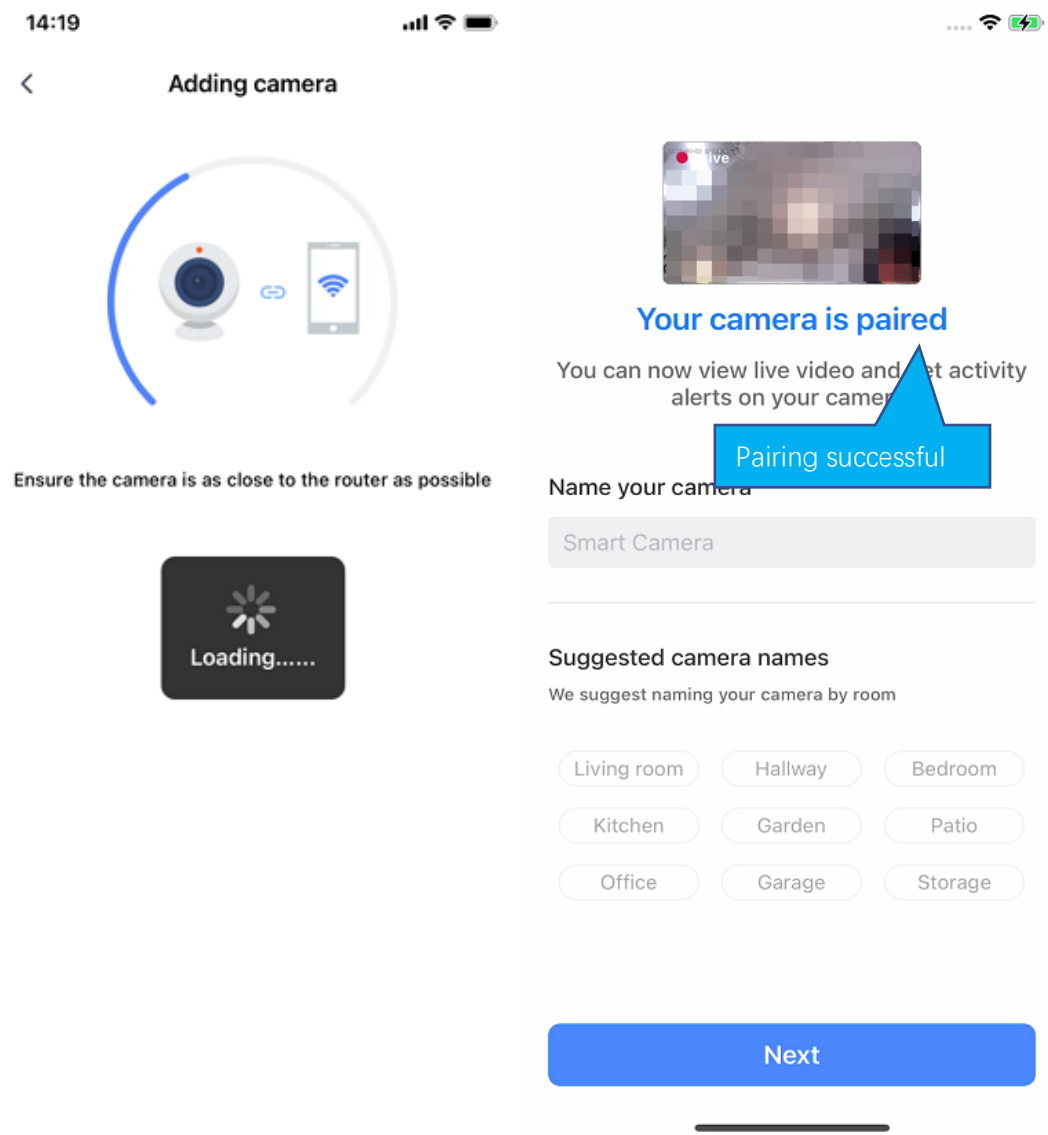 14:19
Adding camera
Ensure the camera is as close to the router as possible
Loading......
Your camera is paired
You can now view live video and activity
alerts on your
Pairing successful
Name your camera
Smart Camera
Suggested camera names
We suggest naming your camera by room
Living room
Hallway
Bedroom
Kitchen
Garden
Patio
Office
Garage
Storage
Next